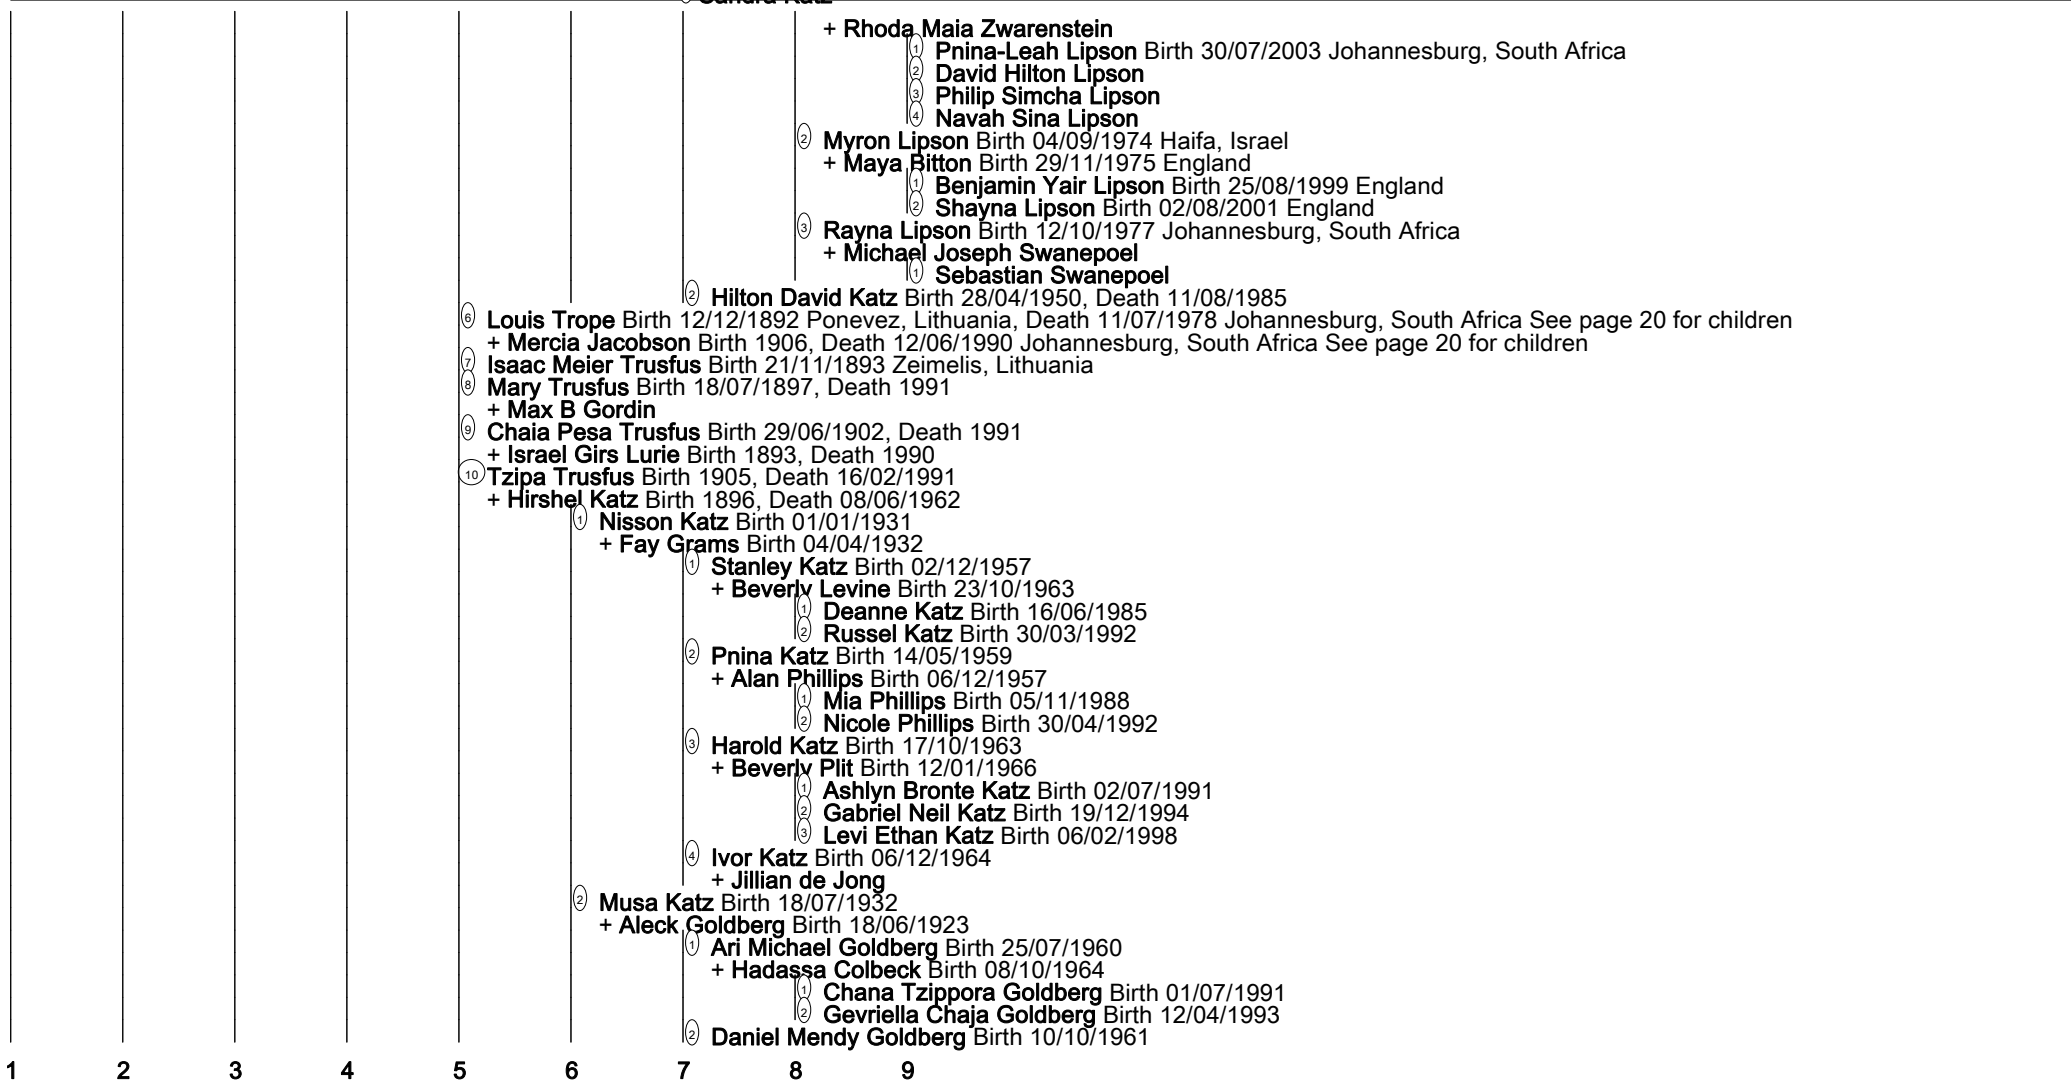 Sandra Katz
+ Rhoda Maia Zwarenstein
1 Pnina-Leah Lipson Birth 30/07/2003 Johannesburg, South Africa
2 David Hilton Lipson
3 Philip Simcha Lipson
4 Navah Sina Lipson
2 Myron Lipson Birth 04/09/1974 Haifa, Israel
+ Maya Bitton Birth 29/11/1975 England
1 Benjamin Yair Lipson Birth 25/08/1999 England
2 Shayna Lipson Birth 02/08/2001 England
3 Rayna Lipson Birth 12/10/1977 Johannesburg, South Africa
+ Michael Joseph Swanepoel
1 Sebastian Swanepoel
2 Hilton David Katz Birth 28/04/1950, Death 11/08/1985
6 Louis Trope Birth 12/12/1892 Ponevez, Lithuania, Death 11/07/1978 Johannesburg, South Africa See page 20 for children
+ Mercia Jacobson Birth 1906, Death 12/06/1990 Johannesburg, South Africa See page 20 for children
7 Isaac Meier Trusfus Birth 21/11/1893 Zeimelis, Lithuania
8 Mary Trusfus Birth 18/07/1897, Death 1991
+ Max B Gordin
9 Chaia Pesa Trusfus Birth 29/06/1902, Death 1991
+ Israel Girs Lurie Birth 1893, Death 1990
10 Tzipa Trusfus Birth 1905, Death 16/02/1991
+ Hirshel Katz Birth 1896, Death 08/06/1962
1 Nisson Katz Birth 01/01/1931
+ Fay Grams Birth 04/04/1932
1 Stanley Katz Birth 02/12/1957
+ Beverly Levine Birth 23/10/1963
1 Deanne Katz Birth 16/06/1985
2 Russel Katz Birth 30/03/1992
2 Pnina Katz Birth 14/05/1959
+ Alan Phillips Birth 06/12/1957
1 Mia Phillips Birth 05/11/1988
2 Nicole Phillips Birth 30/04/1992
3 Harold Katz Birth 17/10/1963
+ Beverly Plit Birth 12/01/1966
1 Ashlyn Bronte Katz Birth 02/07/1991
2 Gabriel Neil Katz Birth 19/12/1994
3 Levi Ethan Katz Birth 06/02/1998
4 Ivor Katz Birth 06/12/1964
+ Jillian de Jong
2 Musa Katz Birth 18/07/1932
+ Aleck Goldberg Birth 18/06/1923
1 Ari Michael Goldberg Birth 25/07/1960
+ Hadassa Colbeck Birth 08/10/1964
1 Chana Tzippora Goldberg Birth 01/07/1991
2 Gevriella Chaja Goldberg Birth 12/04/1993
2 Daniel Mendy Goldberg Birth 10/10/1961
1 2 3 4 5 6 7 8 9